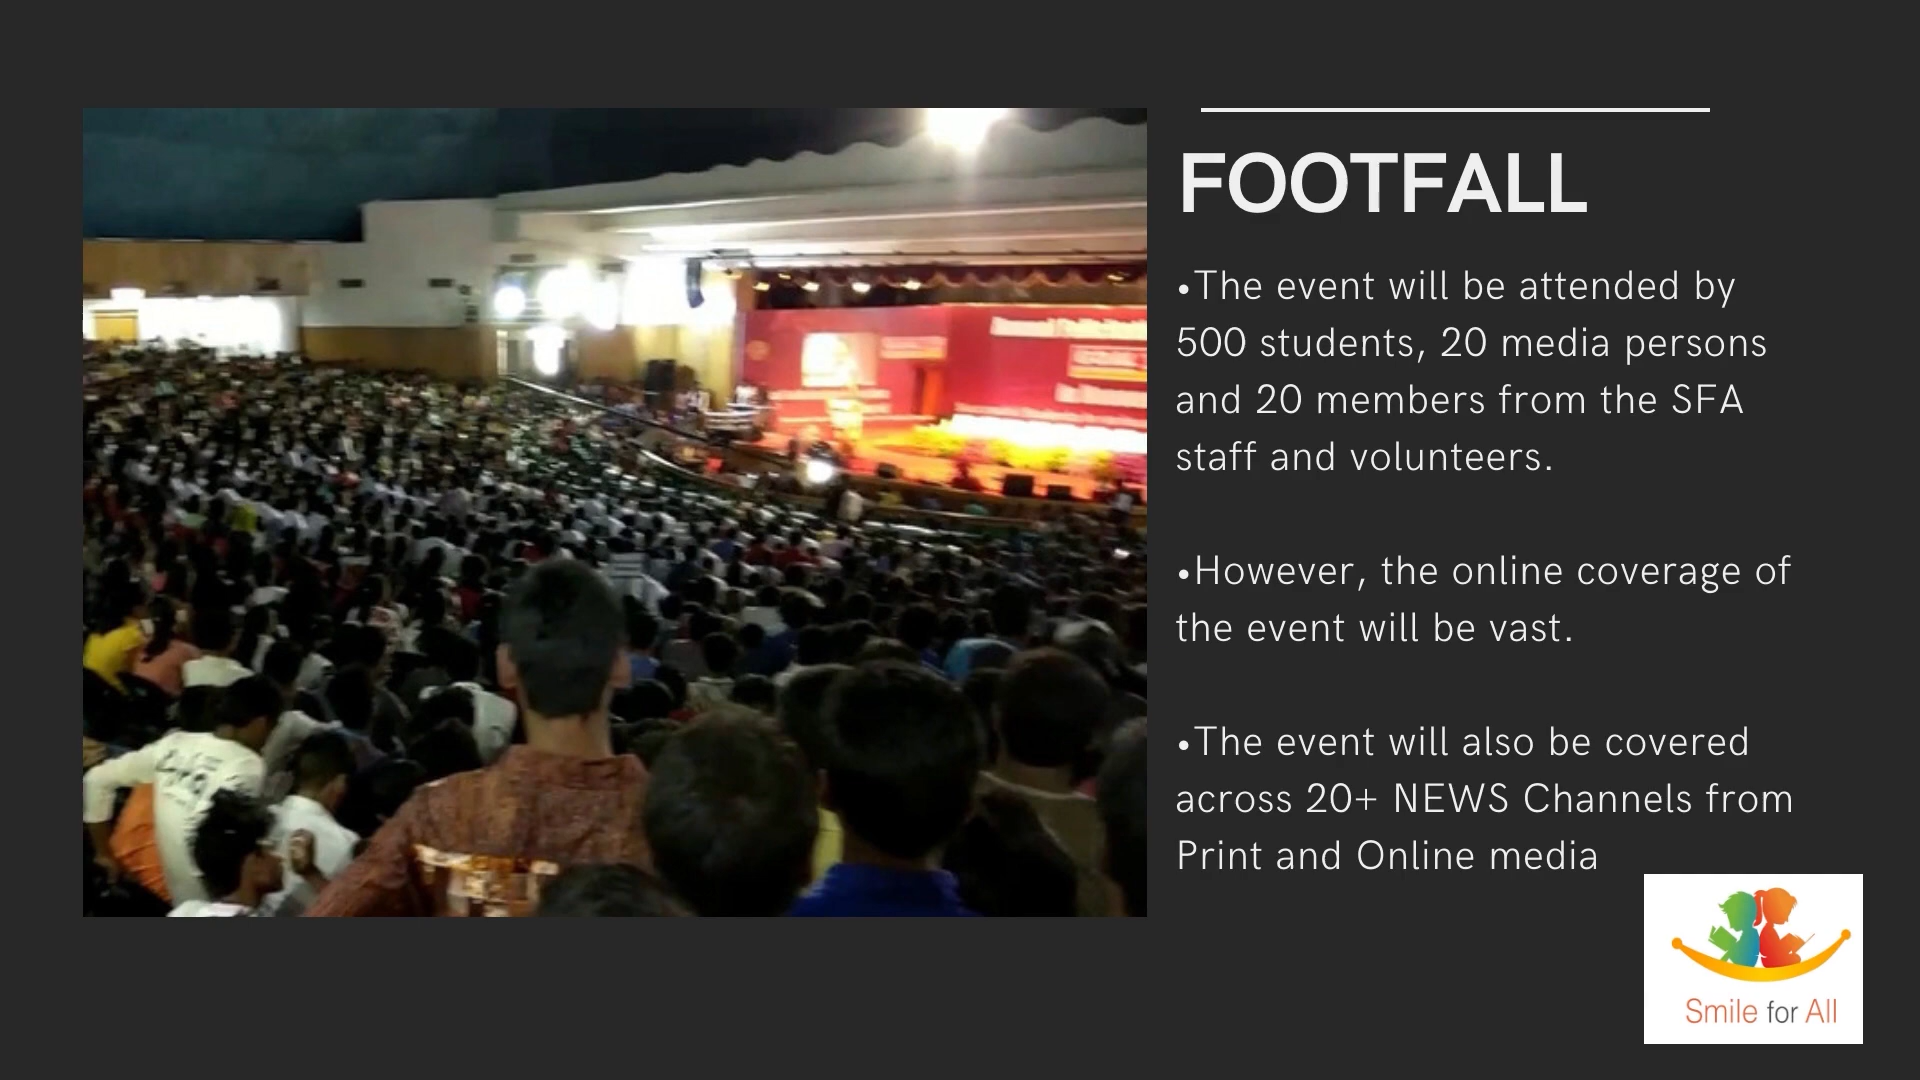 FOOTFALL
•The event will be attended by
500 students, 20 media persons
and 20 members from the SFA
staff and volunteers.
•However, the online coverage of
the event will be vast.
•The event will also be covered
across 20+ NEWS Channels from
Print and Online media
Smile for All